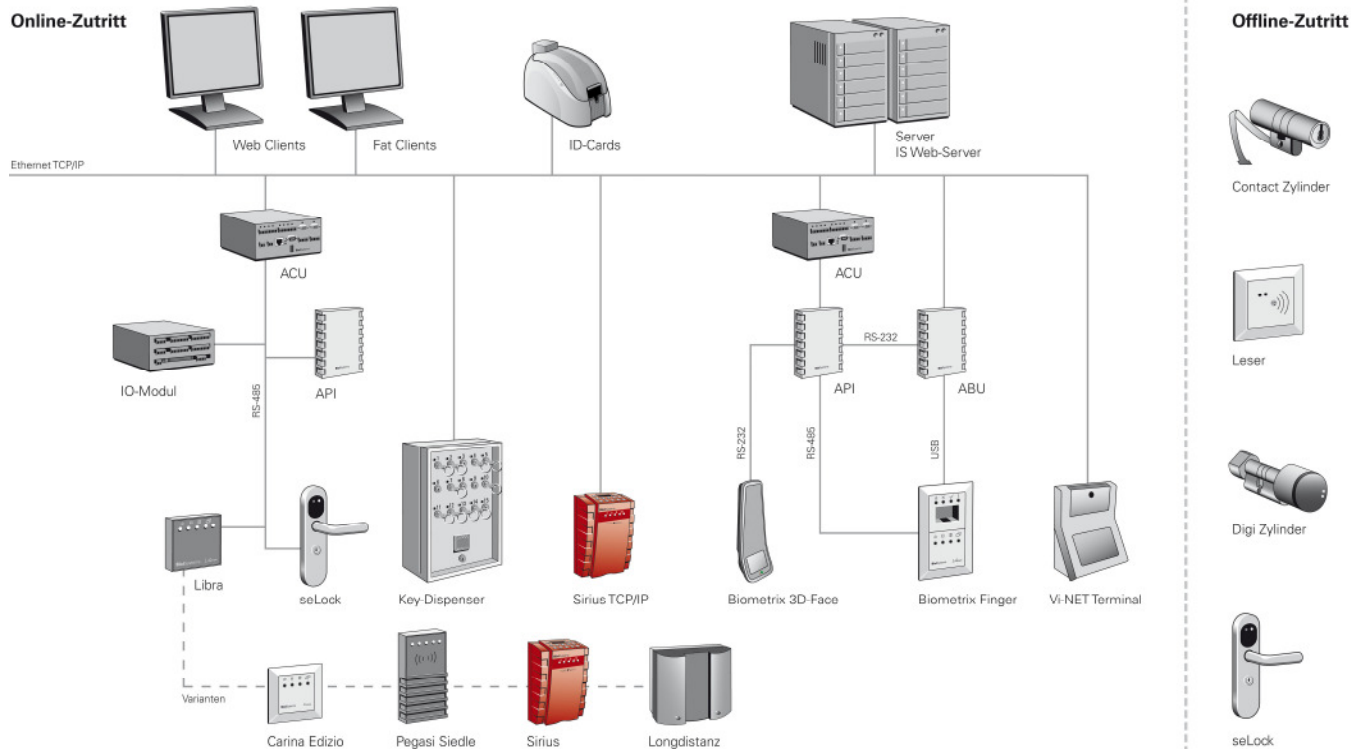 Online-Zutritt
Offline-Zutritt
Web Clients
Fat Clients
ID-Cards
Server
IS Web-Server
Ethernet TCP/IP
Contact Zylinder
ACU
ACU
IO-Modul
API
RS-485
RS-232
API
ABU
Leser
RS-232
RS-485
USB
Libra
seLock
Key-Dispenser
Sirius TCP/IP
Biometrix 3D-Face
Biometrix Finger
Vi-NET Terminal
Digi Zylinder
Varianten
Carina Edizio
Pegasi Siedle
Sirius
Longdistanz
seLock